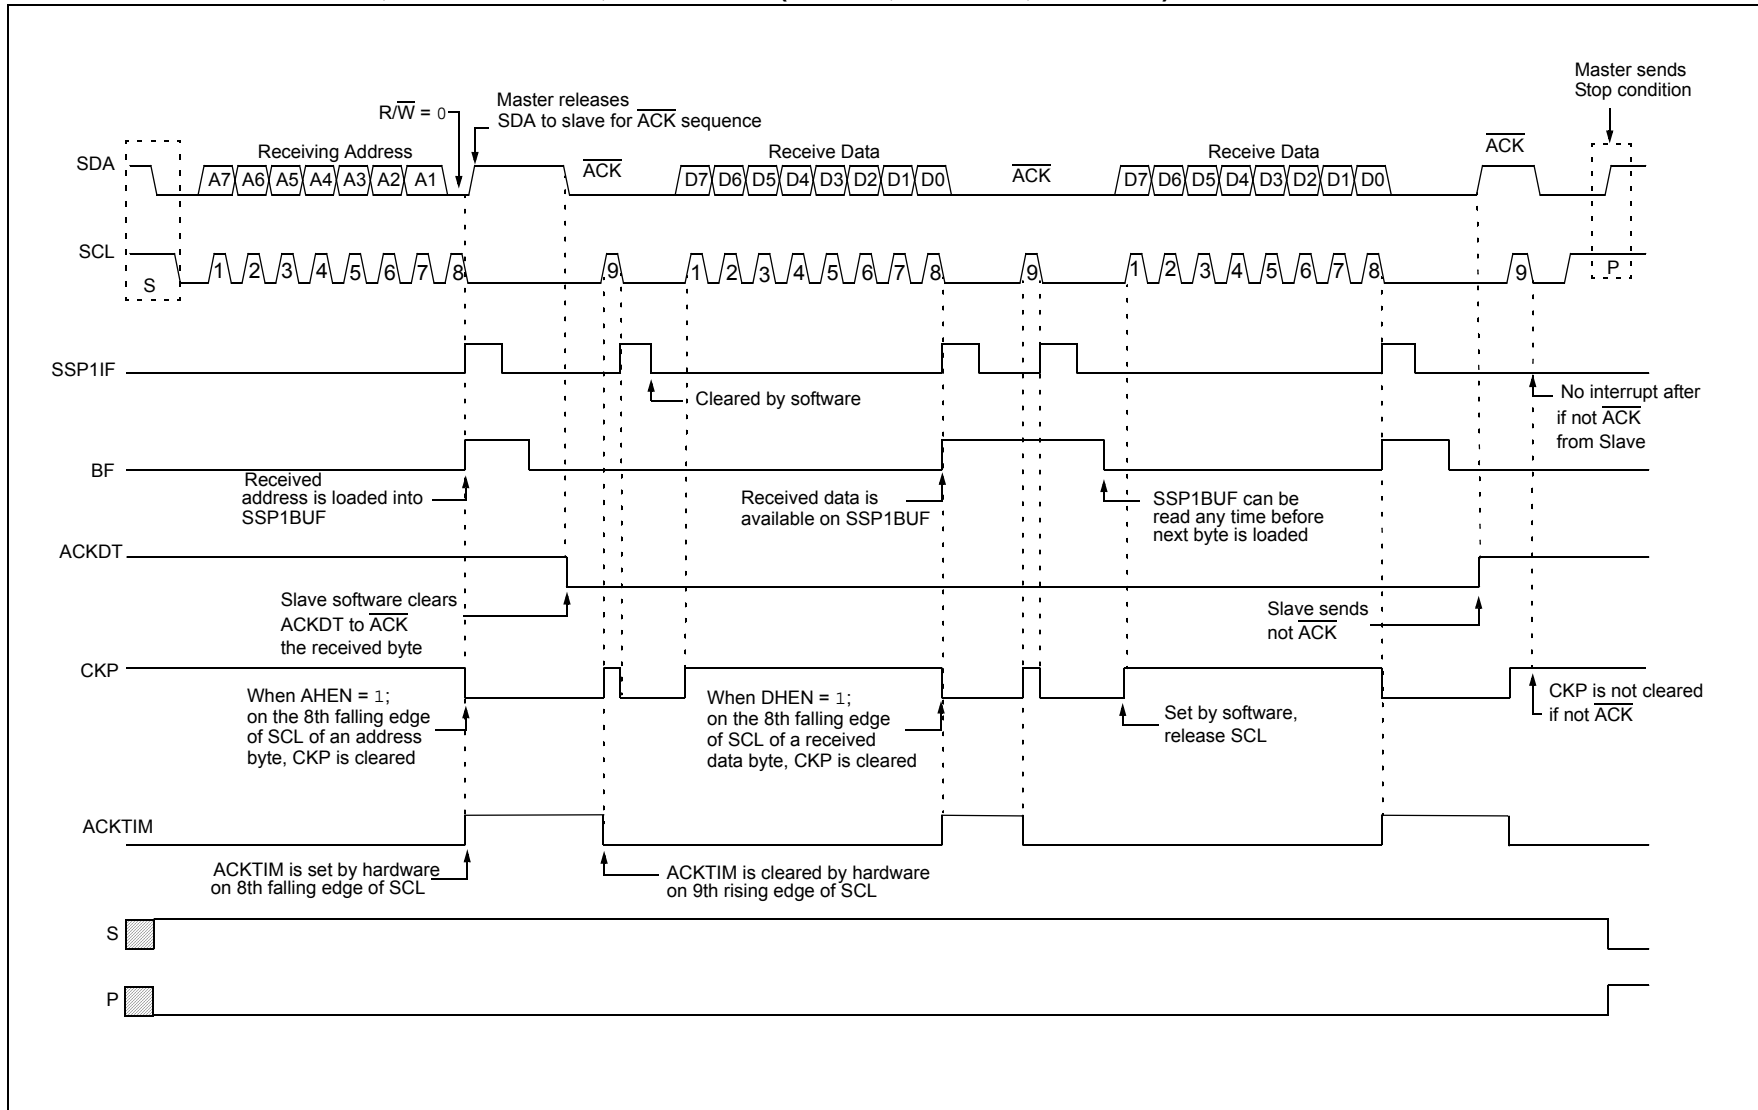 Master sends
Stop condition
Master releases
SDA to slave for ACK sequence
R/W = 0
SDA
Receiving Address
ACK
Receive Data
ACK
Receive Data
ACK
A7 A6 A5 A4 A3 A2 A1
D7 D6 D5 D4 D3 D2 D1 D0
D7 D6 D5 D4 D3 D2 D1 D0
SCL
S
1 2 3 4 5 6 7 8
9
1 2 3 4 5 6 7 8
9
1 2 3 4 5 6 7 8
9
P
SSP1IF
Cleared by software
No interrupt after
if not ACK
from Slave
BF
Received
address is loaded into
SSP1BUF
Received data is
available on SSP1BUF
SSP1BUF can be
read any time before
next byte is loaded
ACKDT
Slave software clears
ACKDT to ACK
the received byte
Slave sends
not ACK
CKP
When AHEN = 1;
on the 8th falling edge
of SCL of an address
byte, CKP is cleared
When DHEN = 1;
on the 8th falling edge
of SCL of a received
data byte, CKP is cleared
Set by software,
release SCL
CKP is not cleared
if not ACK
ACKTIM
ACKTIM is set by hardware
on 8th falling edge of SCL
ACKTIM is cleared by hardware
on 9th rising edge of SCL
S
P